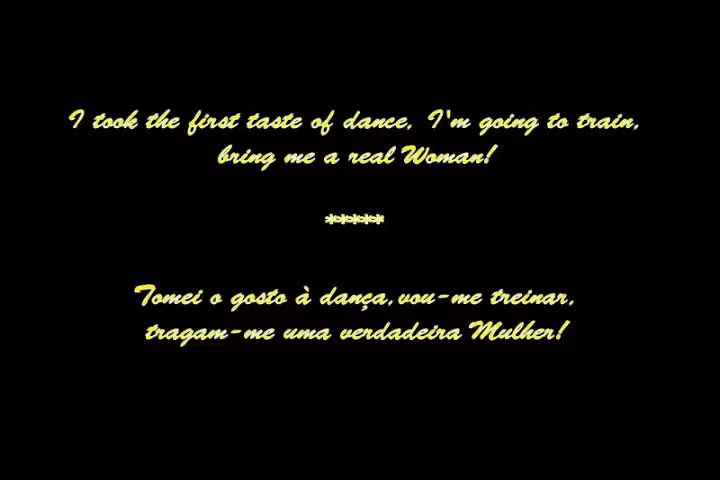 I took the first taste of dance, I'm going to train,
bring me a real Woman!
*****
Tomei o gosto à dança,vou-me treinar,
tragam-me uma verdadeira Mulher!